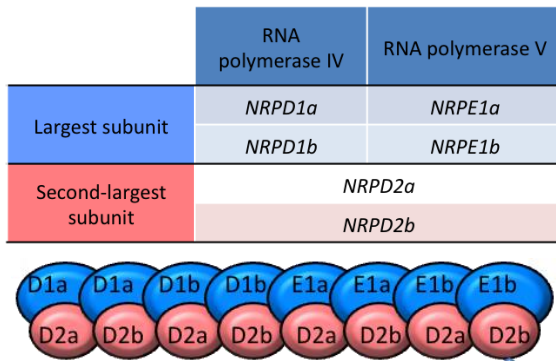 RNA
polymerase IV
RNA polymerase V
Largest subunit
NRPD1a
NRPE1a
NRPD1b
NRPE1b
Second-largest
subunit
NRPD2a
NRPD2b
D1a D1a D1b D1b E1a E1a E1b E1b
D2a D2b D2a D2b D2a D2b D2a D2b